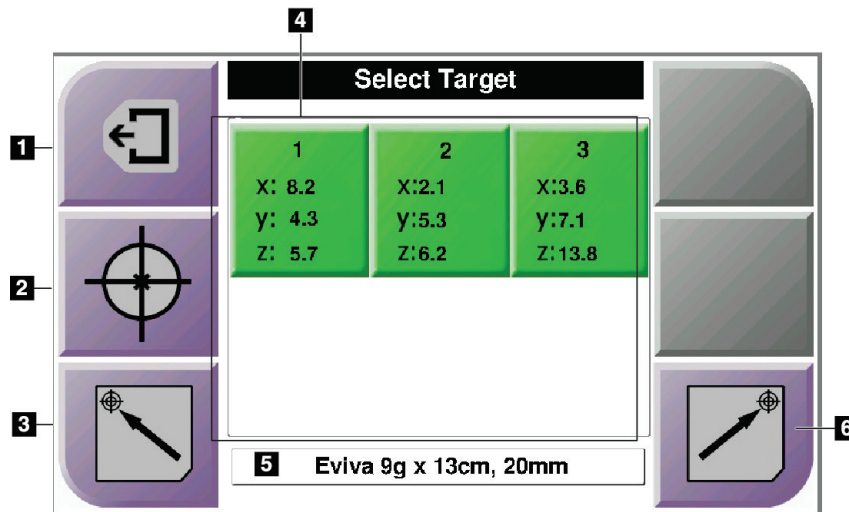 4
Select Target
1
1 2 3
x: 8.2 x:2.1 x:3.6
y: 4.3 y:5.3 y:7.1
z: 5.7 z:6.2 z:13.8
2
3
6
5 Eviva 9g x 13cm, 20mm